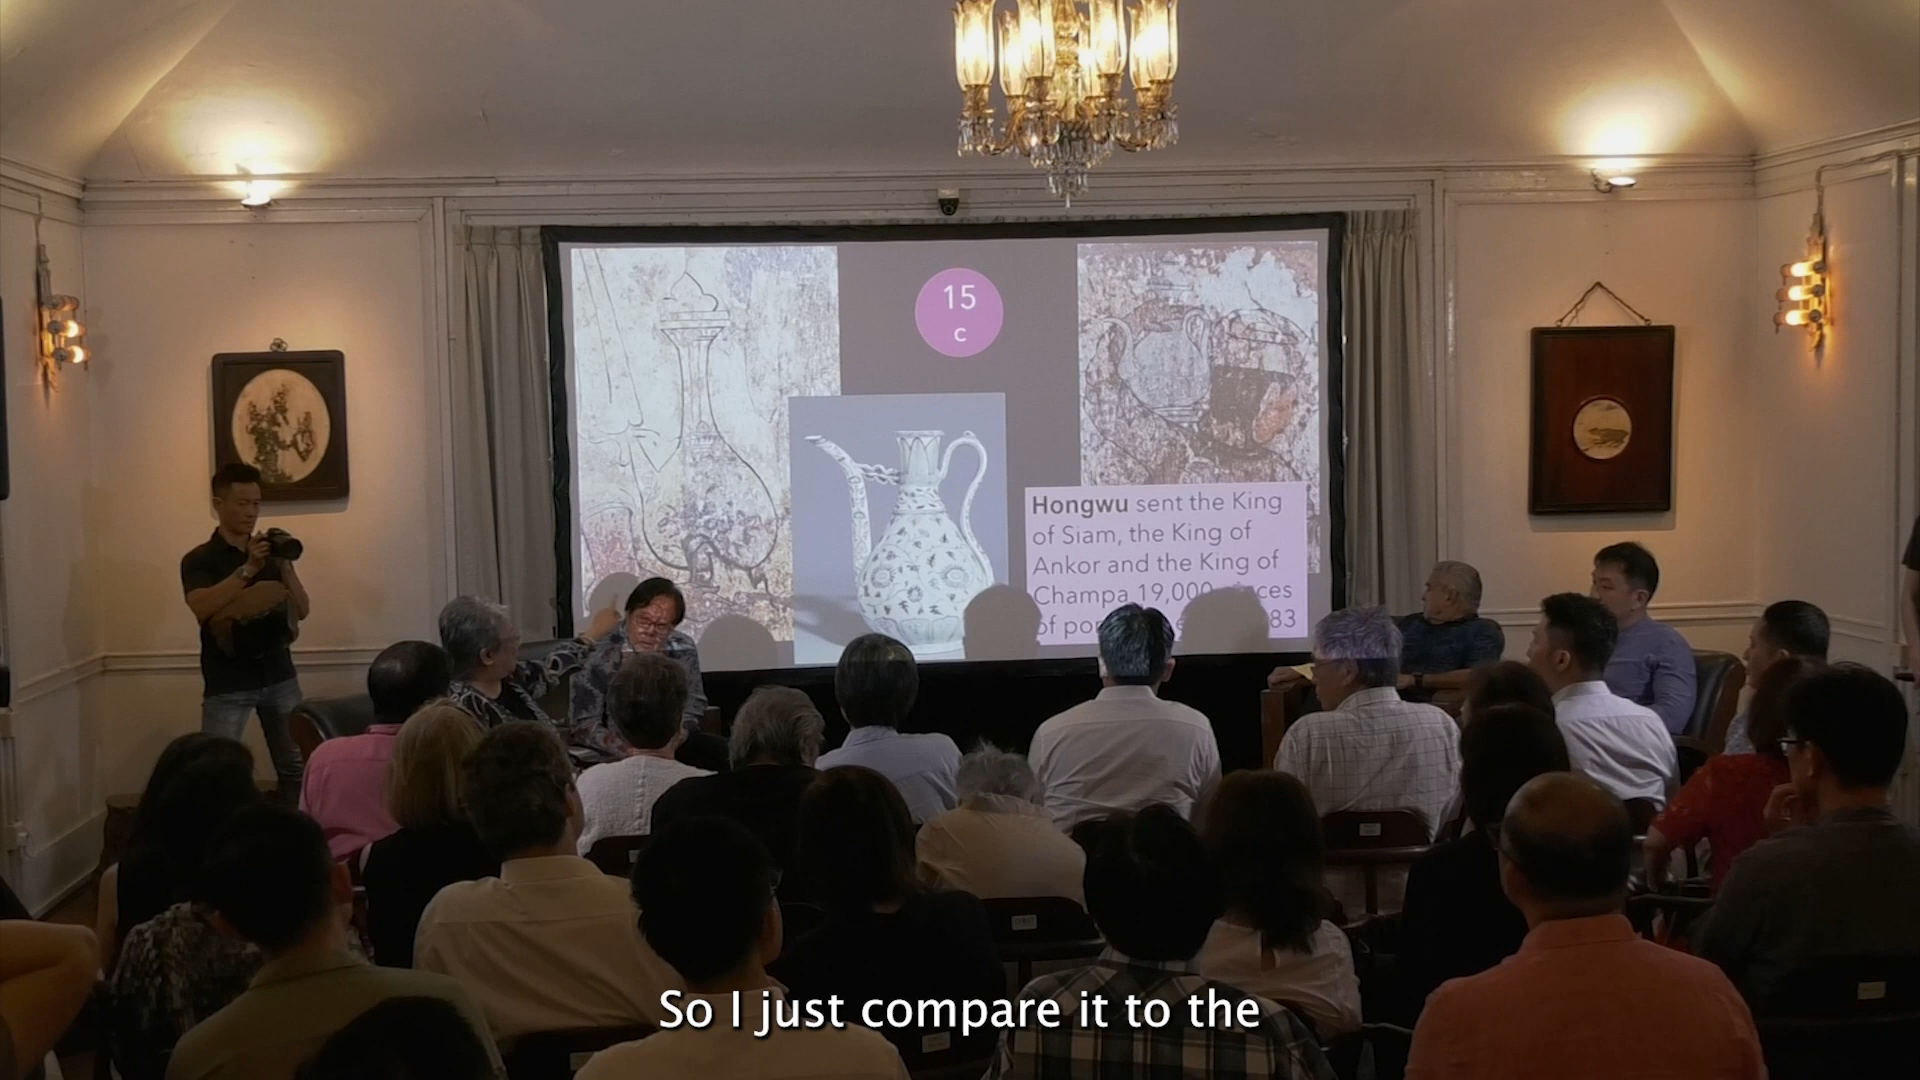 15
c
Hongwu sent the King
of Siam, the King of
Ankor and the King of
Champa 19,000
of
83
So I just compare it to the